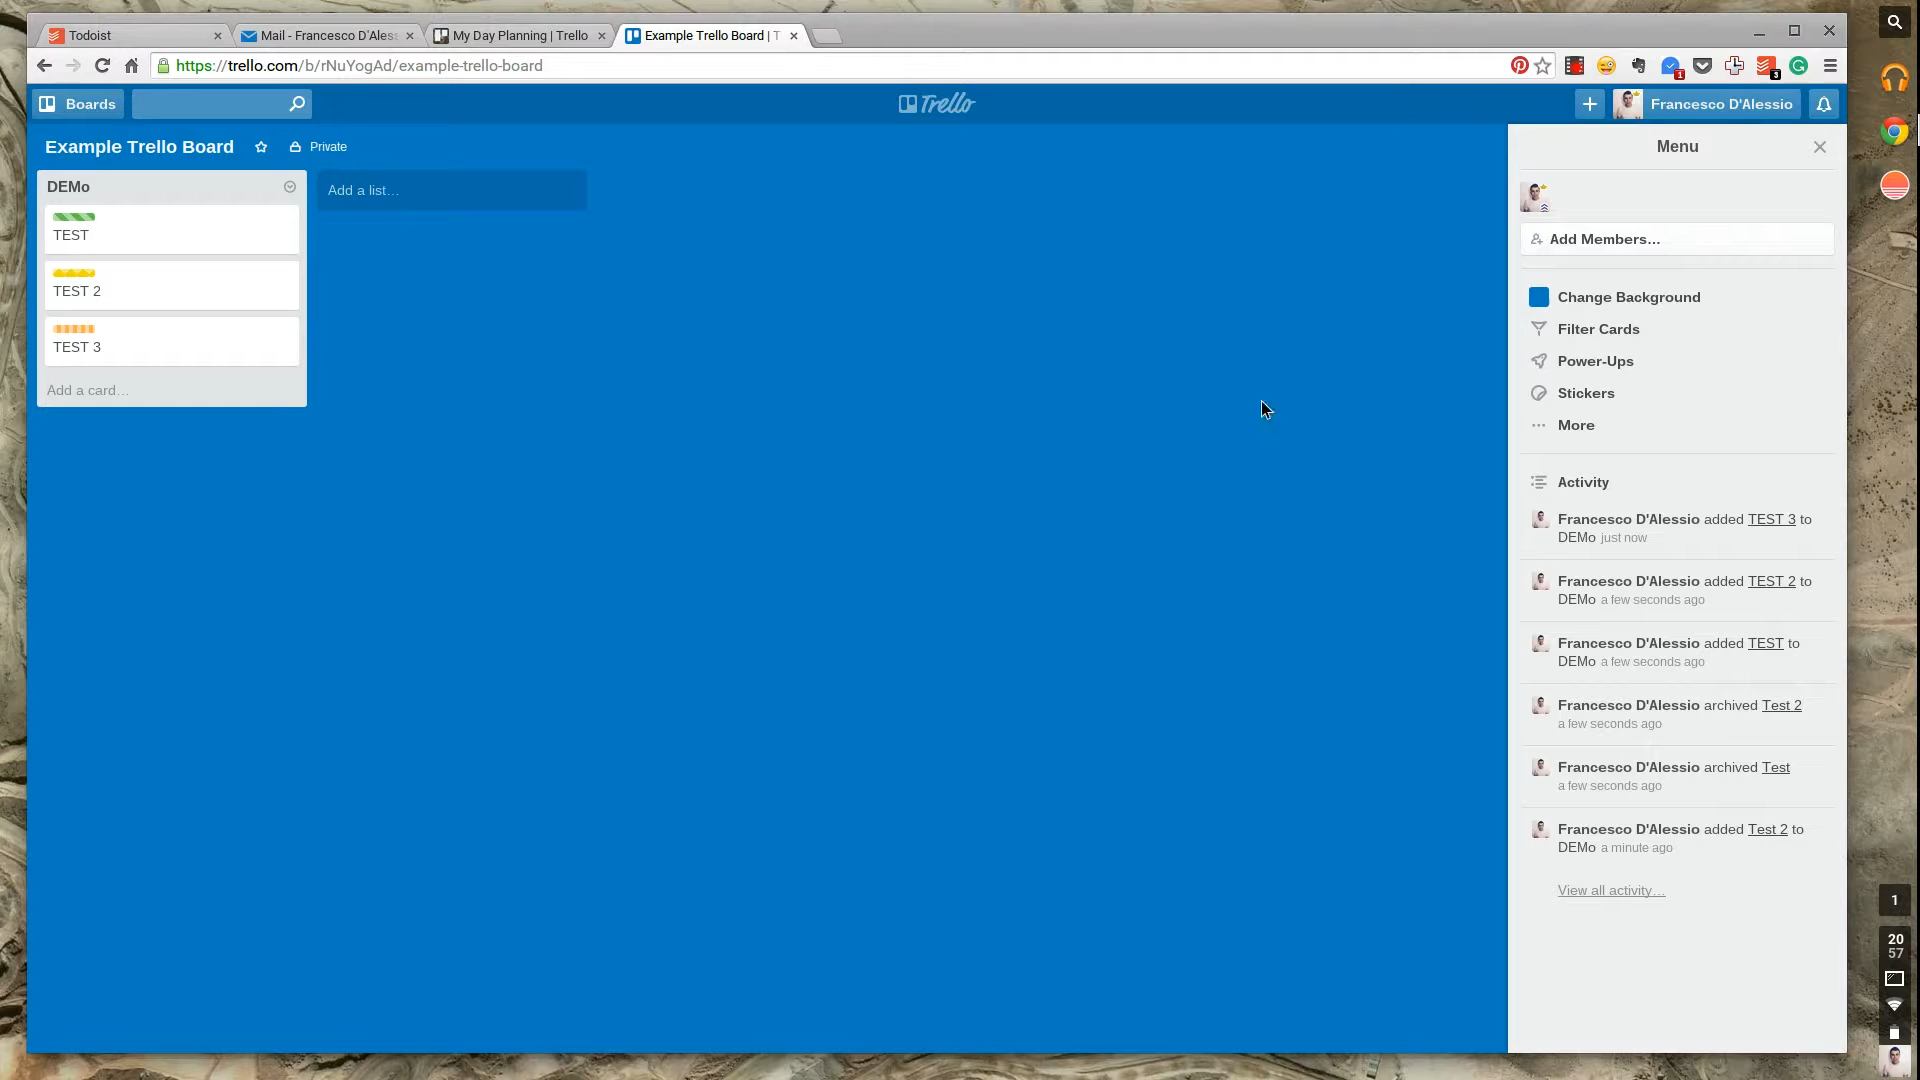 Todoist
Mail - Francesco D'Aless
My Day Planning | Trello
Example Trello Board | T
https://trello.com/b/rNuYogAd/example-trello-board
1
3
Boards
Trello
Francesco D'Alessio
Example Trello Board
Private
DEMo
TEST
TEST 2
TEST 3
Add a card…
Add a list…
Menu
Add Members…
Change Background
Filter Cards
Power-Ups
Stickers
More
Activity
Francesco D'Alessio added TEST 3 to
DEMo just now
Francesco D'Alessio added TEST 2 to
DEMo a few seconds ago
Francesco D'Alessio added TEST to
DEMo a few seconds ago
Francesco D'Alessio archived Test 2
a few seconds ago
Francesco D'Alessio archived Test
a few seconds ago
Francesco D'Alessio added Test 2 to
DEMo a minute ago
View all activity…
1
20
57